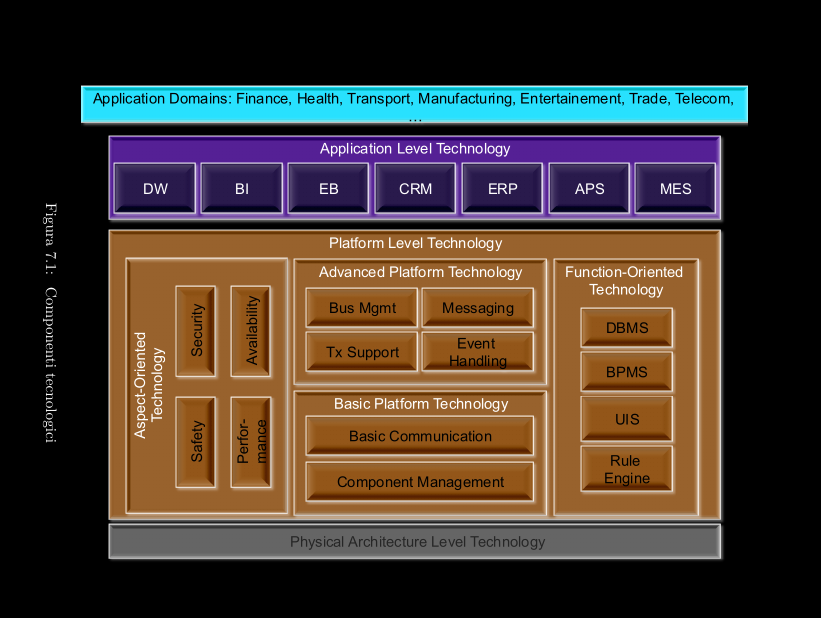 Application Domains: Finance, Health, Transport, Manufacturing, Entertainement, Trade, Telecom,
...
Application Level Technology
DW
BI
EB
CRM
ERP
APS
MES
Platform Level Technology
Aspect-Oriented
Technology
Security
Availability
Safety
Perfor-
mance
Advanced Platform Technology
Bus Mgmt
Messaging
Tx Support
Event
Handling
Basic Platform Technology
Basic Communication
Component Management
Function-Oriented
Technology
DBMS
BPMS
UIS
Rule
Engine
Physical Architecture Level Technology
Figura 7.1: Componenti tecnologici